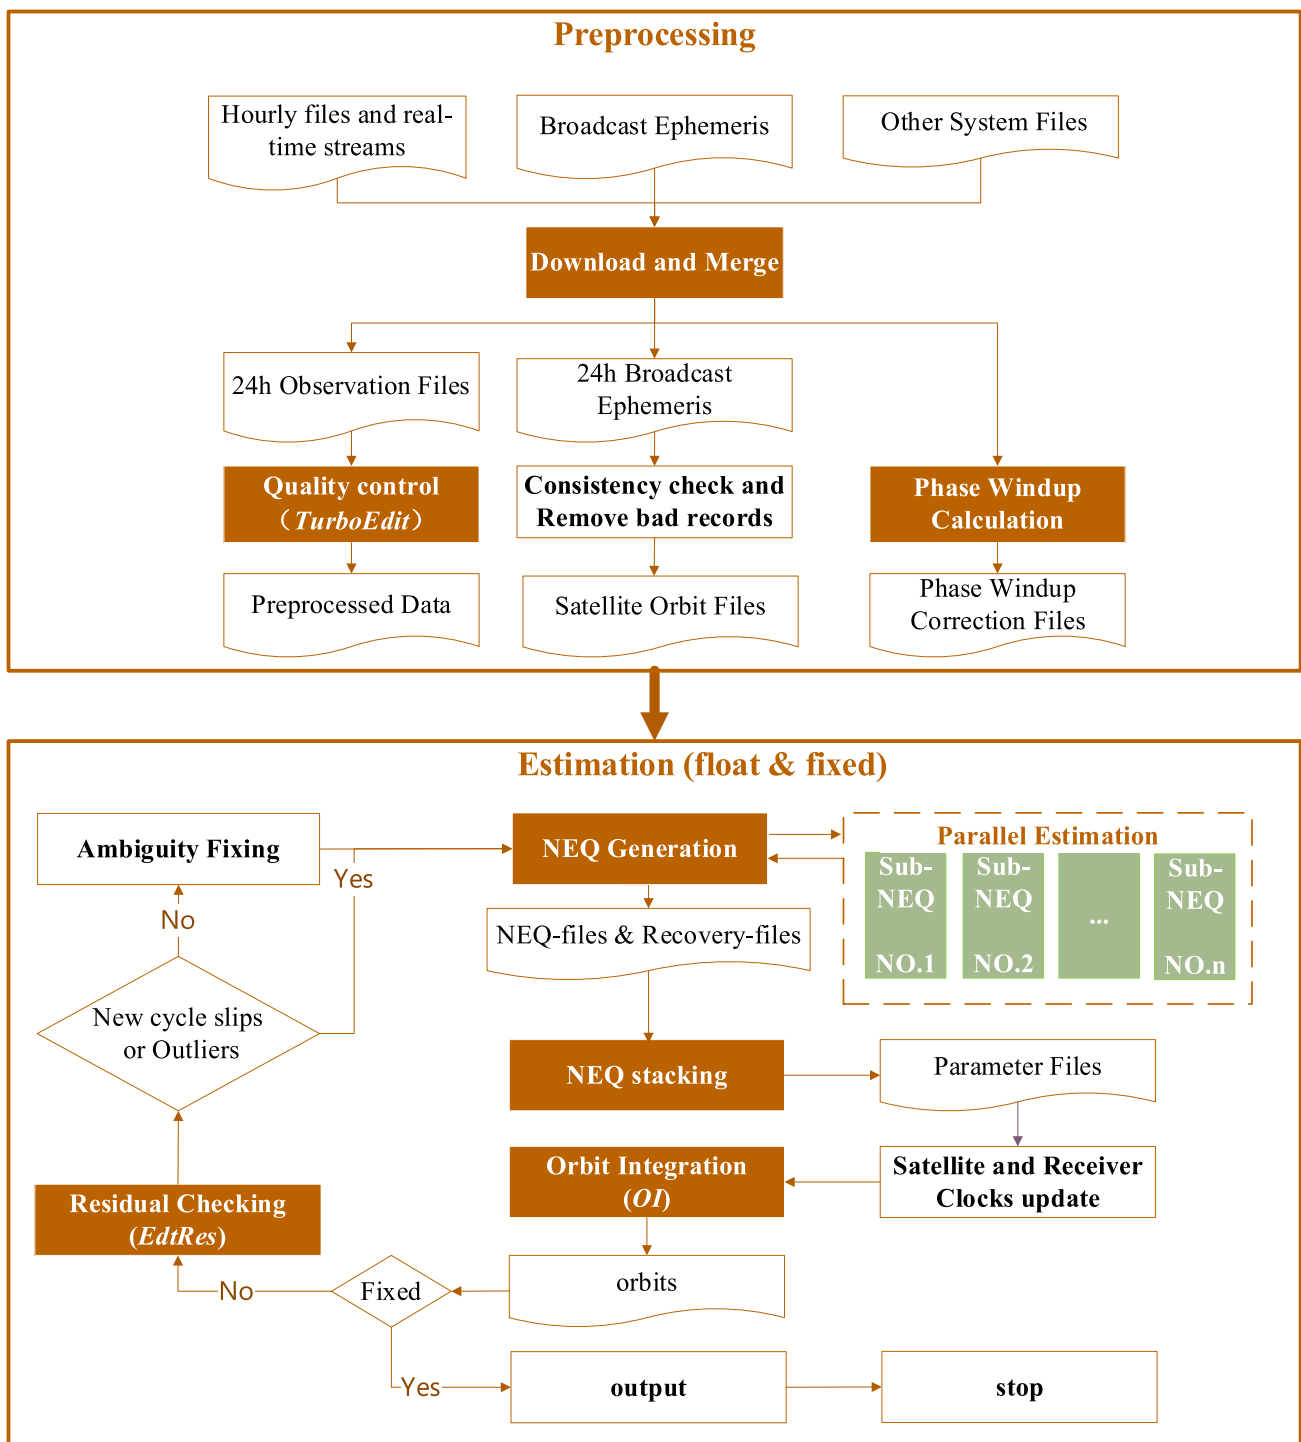 Preprocessing
Hourly files and real-
time streams
Broadcast Ephemeris
Other System Files
Download and Merge
24h Observation Files
24h Broadcast
Ephemeris
Quality control
（TurboEdit）
Consistency check and
Remove bad records
Phase Windup
Calculation
Preprocessed Data
Satellite Orbit Files
Phase Windup
Correction Files
Estimation (float & fixed)
Ambiguity Fixing
Yes
No
New cycle slips
or Outliers
Residual Checking
(EdtRes)
NEQ Generation
NEQ-files & Recovery-files
Parallel Estimation
Sub-
NEQ
NO.1
Sub-
NEQ
NO.2
...
Sub-
NEQ
NO.n
NEQ stacking
Parameter Files
Satellite and Receiver
Clocks update
Orbit Integration
(OI)
orbits
Fixed
No
Yes
output
stop